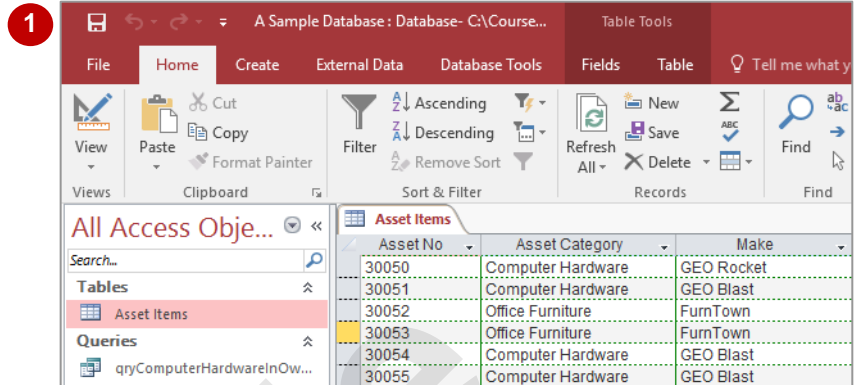 1
A Sample Database : Database- C:\Course...
Table Tools
File Home Create External Data Database Tools Fields Table Tell me what y
View
Paste
Cut
Copy
Format Painter
Filter
Ascending
Descending
Remove Sort
Refresh All
New
Save
Delete
ABC
Find
ab
ac
Views Clipboard Sort & Filter Records Find
All Access Obje... «
Search...
Tables
Asset Items
Queries
qryComputerHardwareInOw...
Asset Items
Asset No Asset Category Make
30050 Computer Hardware GEO Rocket
30051 Computer Hardware GEO Blast
30052 Office Furniture FurnTown
30053 Office Furniture FurnTown
30054 Computer Hardware GEO Blast
30055 Computer Hardware GEO Blast